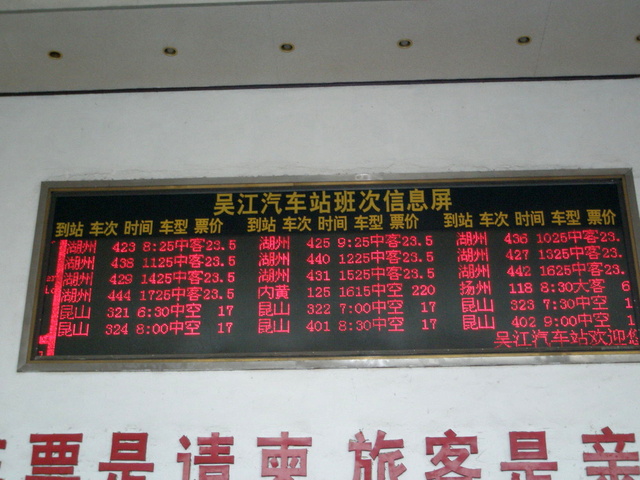 吴江汽车站班次信息屏
到站 车次 时间 车型 票价 到站 车次 时间 车型 票价 到站 车次 时间 车型 票价
湖州 423 8:25中客23.5 湖州 425 9:25中客23.5 湖州 436 1025中客23.
湖州 438 1125中客23.5 湖州 440 1225中客23.5 湖州 427 1325中客23.
湖州 429 1425中客23.5 湖州 431 1525中客23.5 湖州 442 1625中客23.
湖州 444 1725中客23.5 内黄 125 1615中空 220 扬州 118 8:30大客 6
昆山 321 6:30中空 17 昆山 322 7:00中空 17 昆山 323 7:30中空 1
昆山 324 8:00中空 17 昆山 401 8:30中空 17 昆山 402 9:00中空 1
吴江汽车站欢迎您
票是请柬 旅客是亲